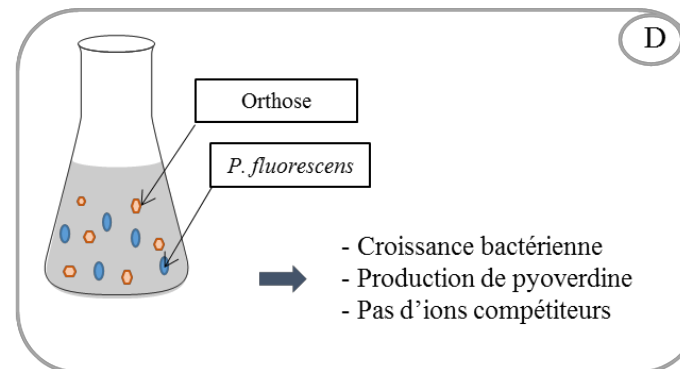 D
Orthose
P. fluorescens
- Croissance bactérienne
- Production de pyoverdine
- Pas d’ions compétiteurs